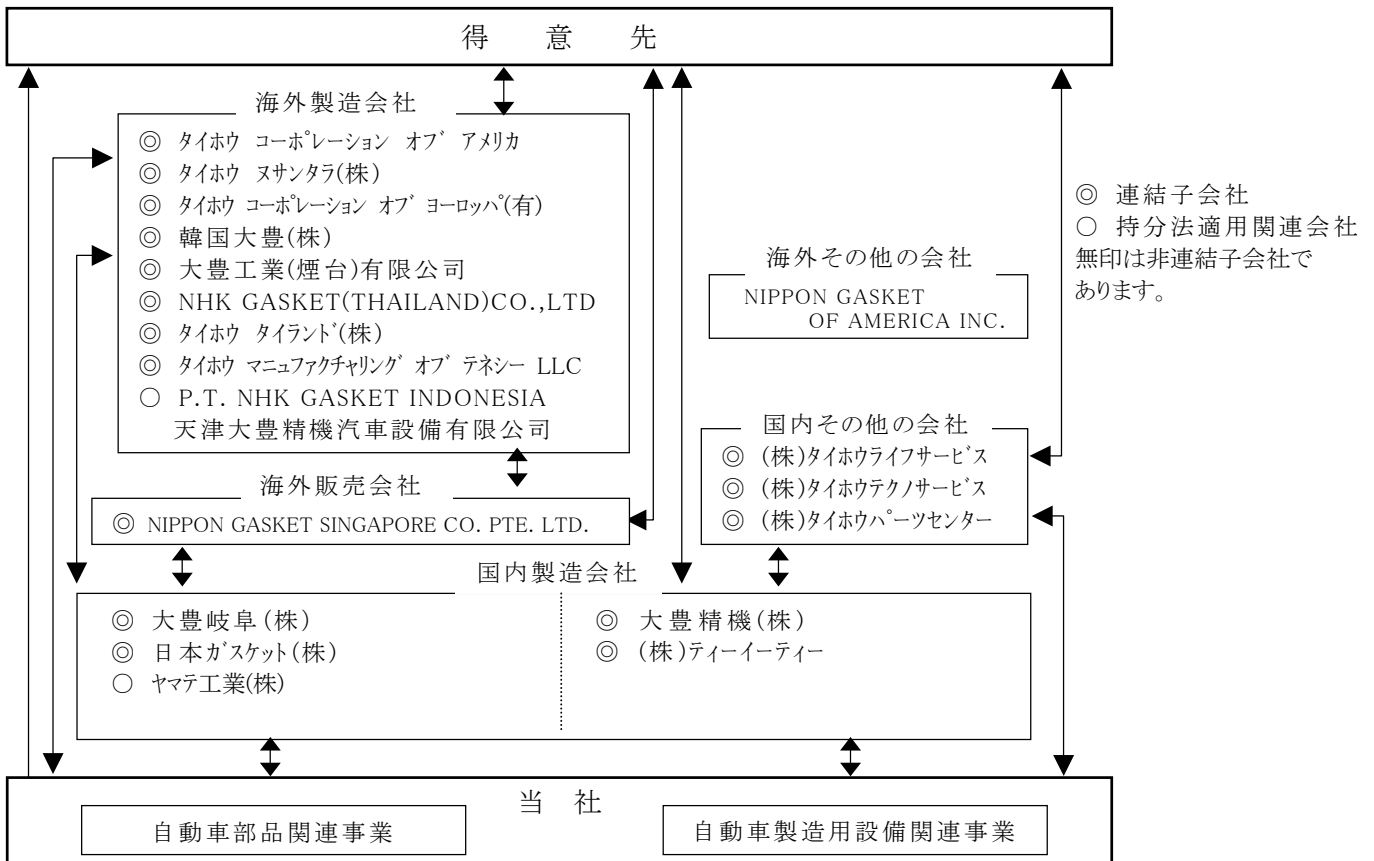 得意先
海外製造会社
◎ タイホウ コーポレーション オブ アメリカ
◎ タイホウ ヌサンタラ(株)
◎ タイホウ コーポレーション オブ ヨーロッパ(有)
◎ 韓国大豊(株)
◎ 大豊工業(煙台)有限公司
◎ NHK GASKET(THAILAND)CO.,LTD
◎ タイホウ タイランド(株)
◎ タイホウ マニュファクチャリング オブ テネシー LLC
○ P.T. NHK GASKET INDONESIA
天津大豊精機汽車設備有限公司
◎ 連結子会社
○ 持分法適用関連会社
無印は非連結子会社で
あります。
海外その他の会社
NIPPON GASKET
OF AMERICA INC.
国内その他の会社
◎ (株)タイホウライフサービス
◎ (株)タイホウテクノサービス
◎ (株)タイホウパーツセンター
海外販売会社
◎ NIPPON GASKET SINGAPORE CO. PTE. LTD.
国内製造会社
◎ 大豊岐阜(株)
◎ 日本ガスケット(株)
○ ヤマテ工業(株)
◎ 大豊精機(株)
◎ (株)ティーイーティー
当社
自動車部品関連事業
自動車製造用設備関連事業